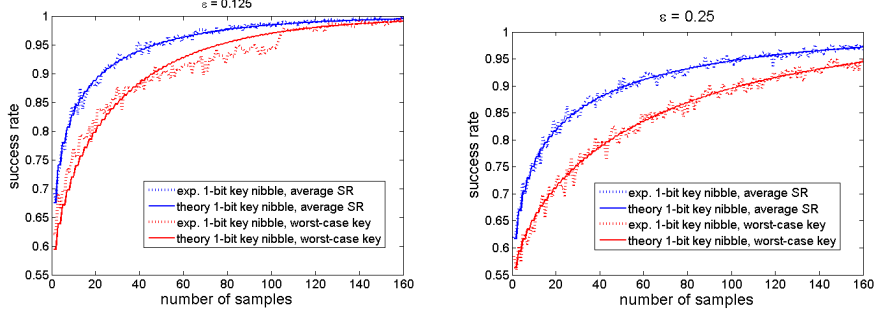 ε = 0.125
1
0.95
0.9
0.85
0.8
0.75
0.7
0.65
0.6
0.55
success rate
exp. 1-bit key nibble, average SR
theory 1-bit key nibble, average SR
exp. 1-bit key nibble, worst-case key
theory 1-bit key nibble, worst-case key
0 20 40 60 80 100 120 140 160
number of samples
ε = 0.25
1
0.95
0.9
0.85
0.8
0.75
0.7
0.65
0.6
0.55
success rate
exp. 1-bit key nibble, average SR
theory 1-bit key nibble, average SR
exp. 1-bit key nibble, worst-case key
theory 1-bit key nibble, worst-case key
0 20 40 60 80 100 120 140 160
number of samples